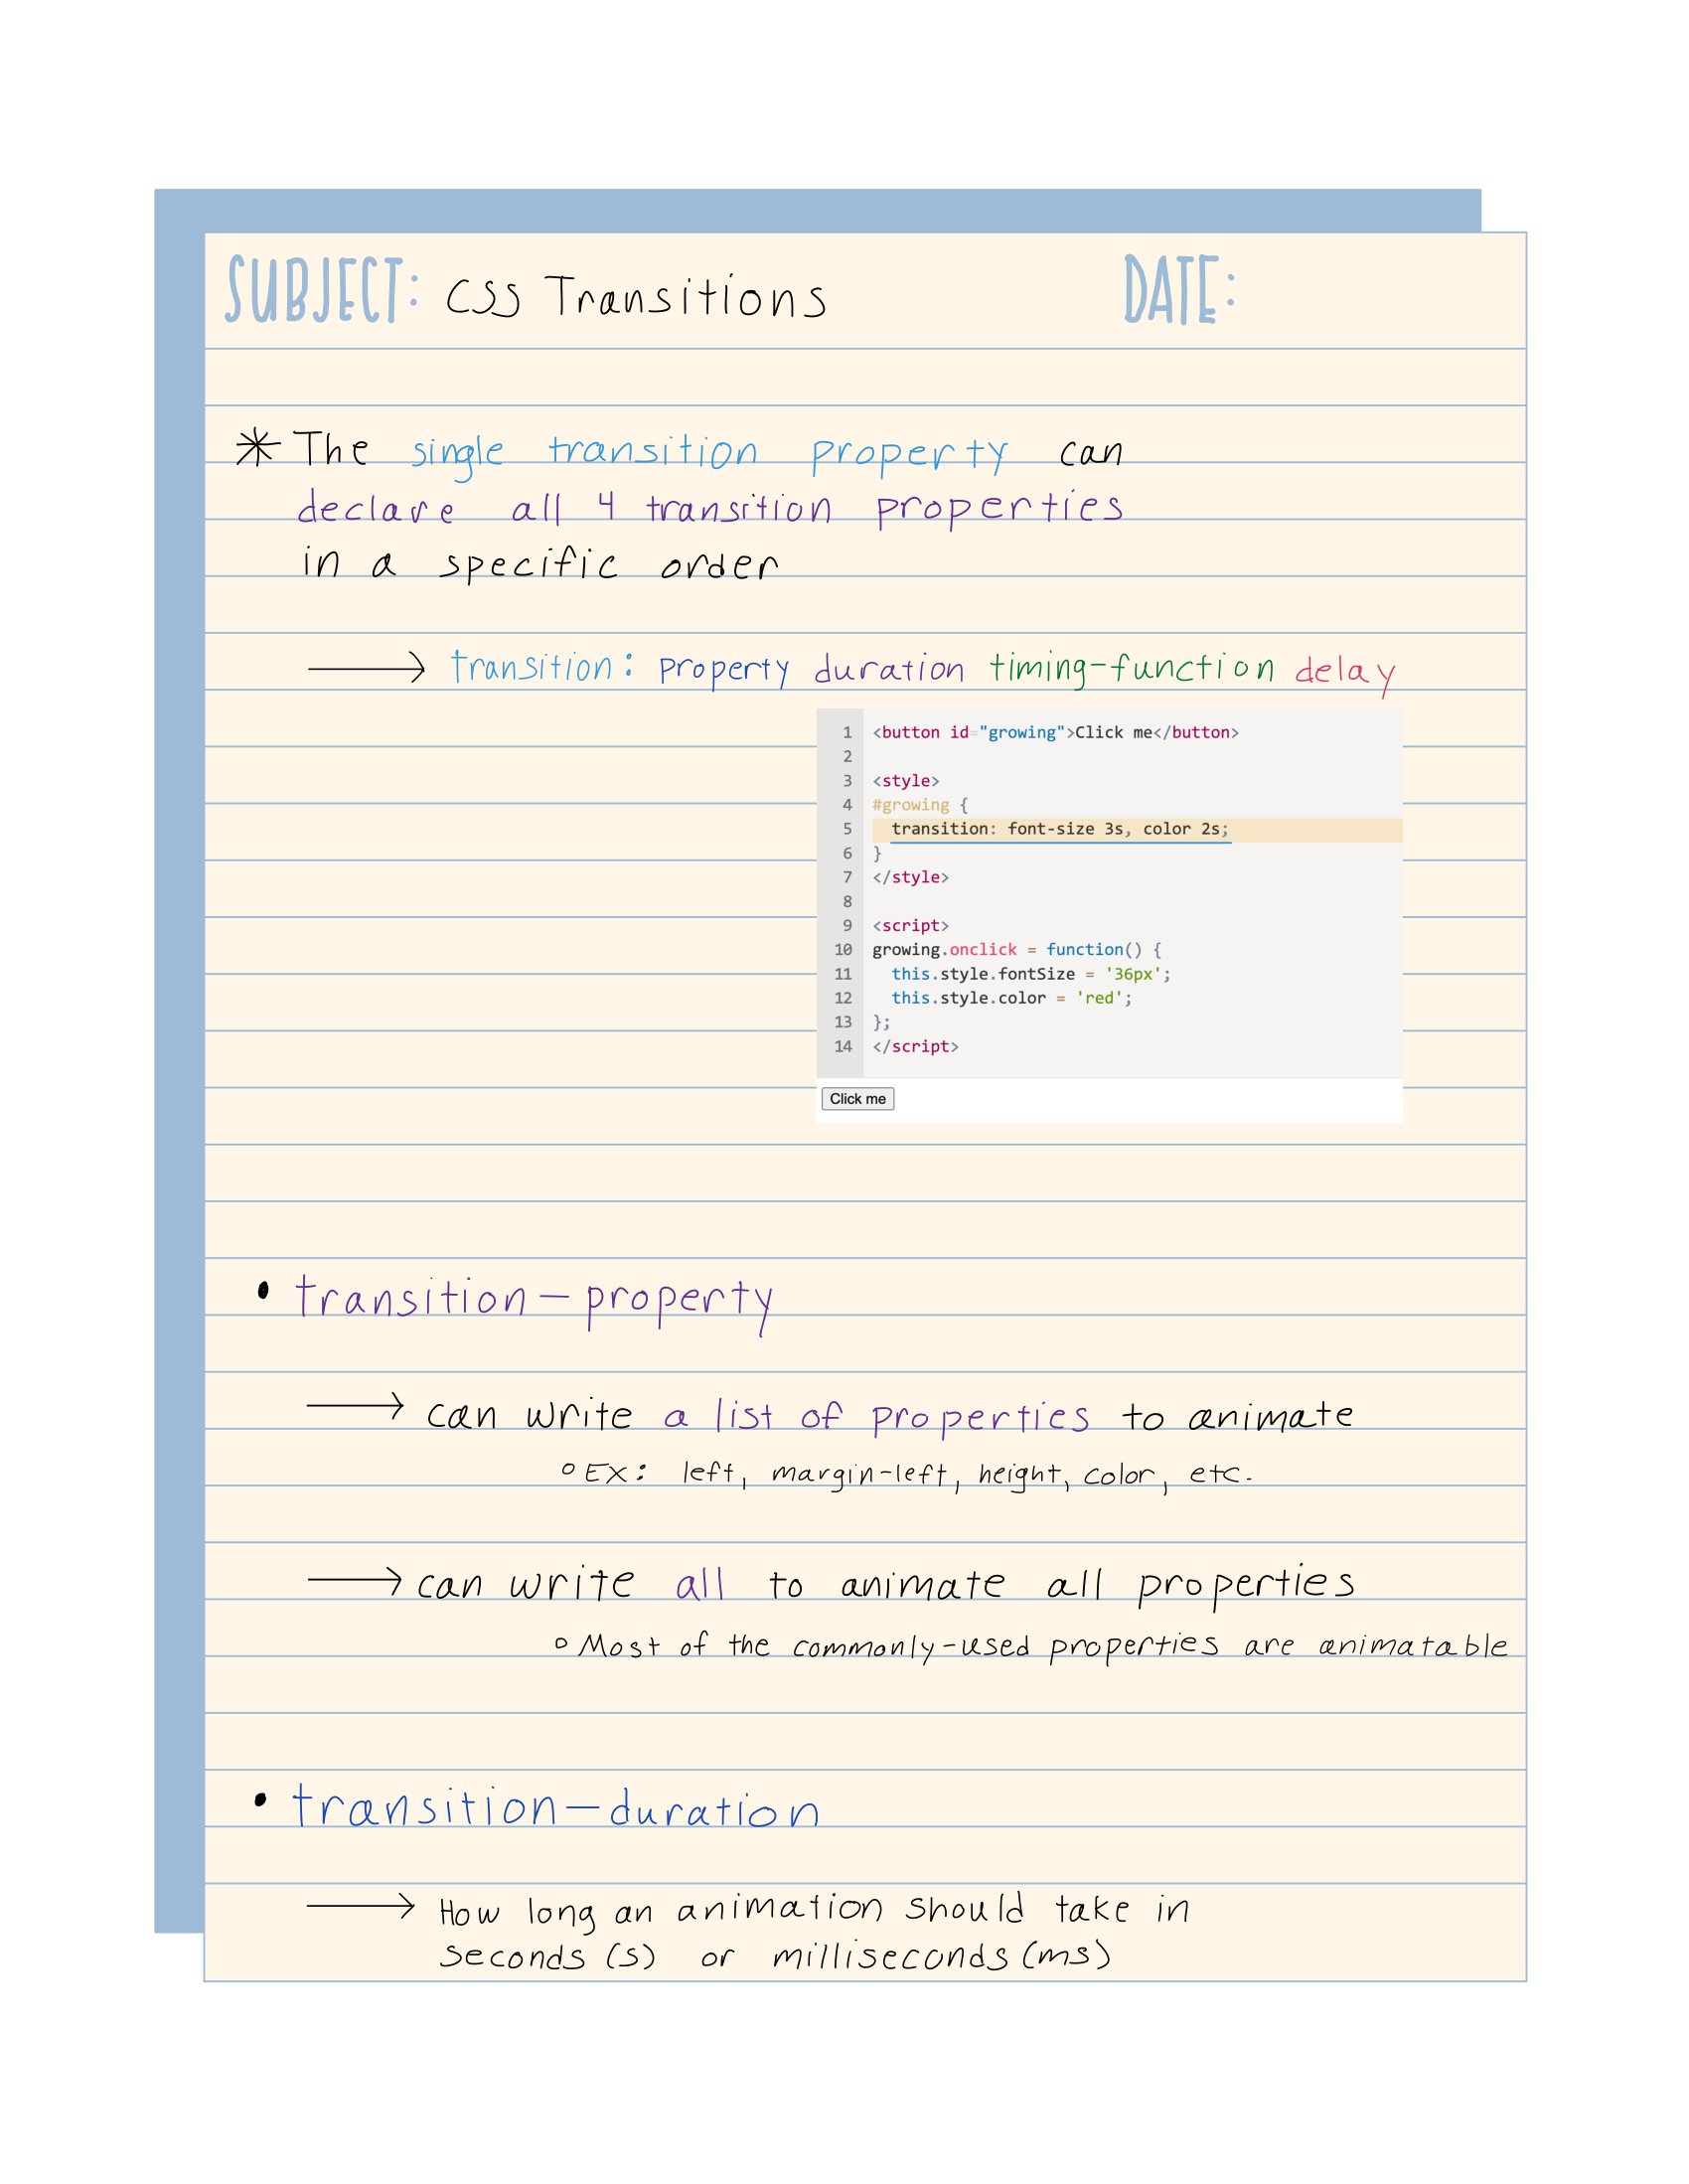 SUBJECT: CSS Transitions DATE:
* The single transition property can
declare all 4 transition properties
in a specific order
→ transition: property duration timing-function delay
1 <button id="growing">Click me</button>
2
3 <style>
4 #growing {
5   transition: font-size 3s, color 2s;
6 }
7 </style>
8
9 <script>
10 growing.onclick = function() {
11   this.style.fontSize = '36px';
12   this.style.color = 'red';
13 };
14 </script>
Click me
• transition-property
→ can write a list of properties to animate
◦ EX: left, margin-left, height, color, etc.
→ can write all to animate all properties
◦ Most of the commonly-used properties are animatable
• transition-duration
→ How long an animation should take in
seconds (s) or milliseconds (ms)